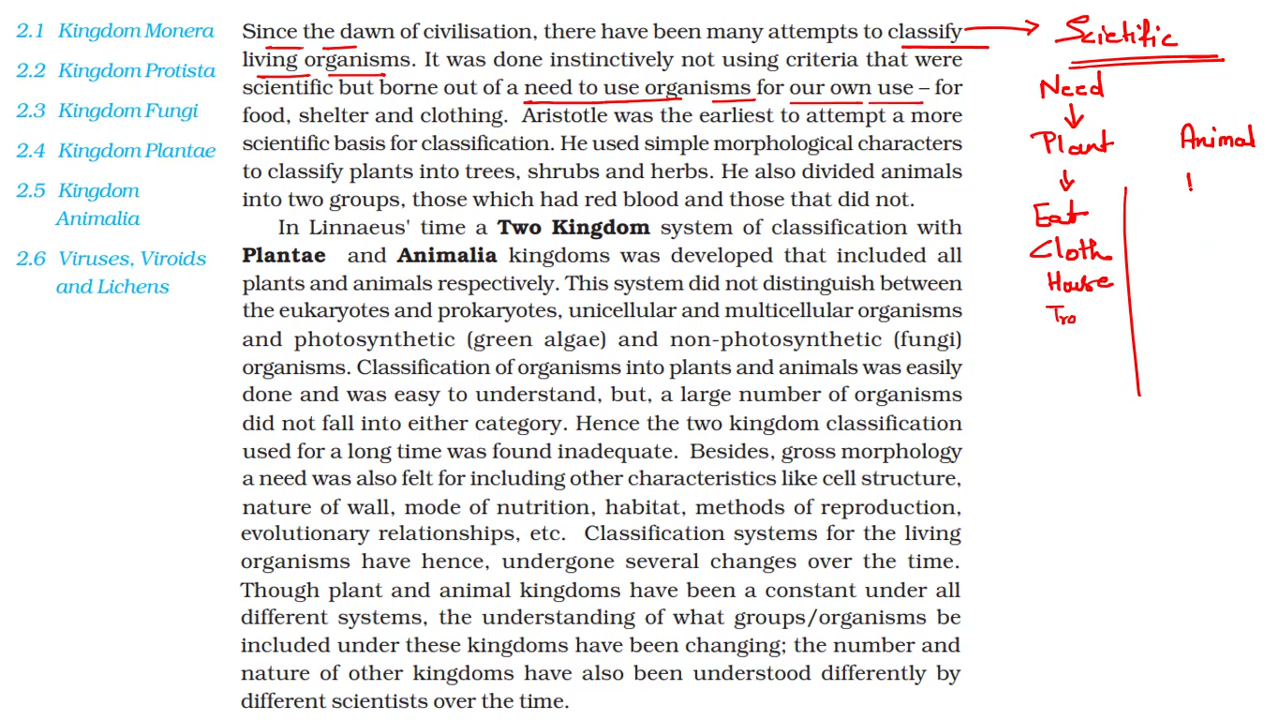 2.1 Kingdom Monera
2.2 Kingdom Protista
2.3 Kingdom Fungi
2.4 Kingdom Plantae
2.5 Kingdom
Animalia
2.6 Viruses, Viroids
and Lichens
Since the dawn of civilisation, there have been many attempts to classify
living organisms. It was done instinctively not using criteria that were
scientific but borne out of a need to use organisms for our own use – for
food, shelter and clothing. Aristotle was the earliest to attempt a more
scientific basis for classification. He used simple morphological characters
to classify plants into trees, shrubs and herbs. He also divided animals
into two groups, those which had red blood and those that did not.
In Linnaeus' time a Two Kingdom system of classification with
Plantae and Animalia kingdoms was developed that included all
plants and animals respectively. This system did not distinguish between
the eukaryotes and prokaryotes, unicellular and multicellular organisms
and photosynthetic (green algae) and non-photosynthetic (fungi)
organisms. Classification of organisms into plants and animals was easily
done and was easy to understand, but, a large number of organisms
did not fall into either category. Hence the two kingdom classification
used for a long time was found inadequate. Besides, gross morphology
a need was also felt for including other characteristics like cell structure,
nature of wall, mode of nutrition, habitat, methods of reproduction,
evolutionary relationships, etc. Classification systems for the living
organisms have hence, undergone several changes over the time.
Though plant and animal kingdoms have been a constant under all
different systems, the understanding of what groups/organisms be
included under these kingdoms have been changing; the number and
nature of other kingdoms have also been understood differently by
different scientists over the time.
Scietific
Need
Plant Animal
Eat
Cloth
House
Tro